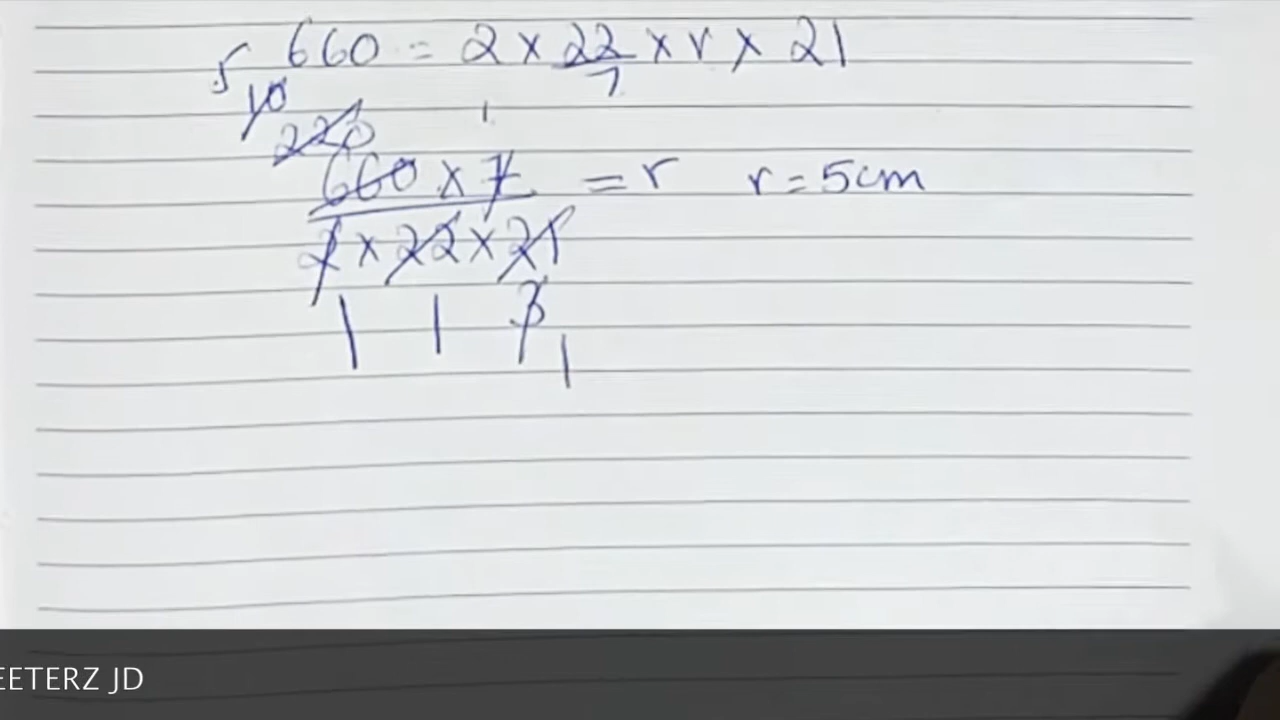 660 = 2 × 22/7 × r × 21
5
10
220 1
660 × 7 = r r = 5cm
2 × 22 × 21
1 1 3
1
EETERZ JD